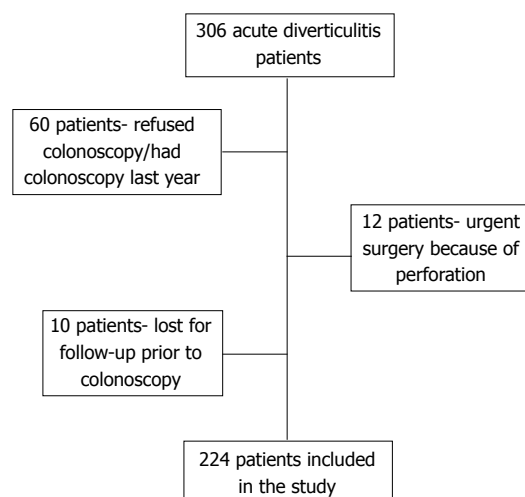 306 acute diverticulitis
patients
60 patients- refused
colonoscopy/had
colonoscopy last year
12 patients- urgent
surgery because of
perforation
10 patients- lost for
follow-up prior to
colonoscopy
224 patients included
in the study